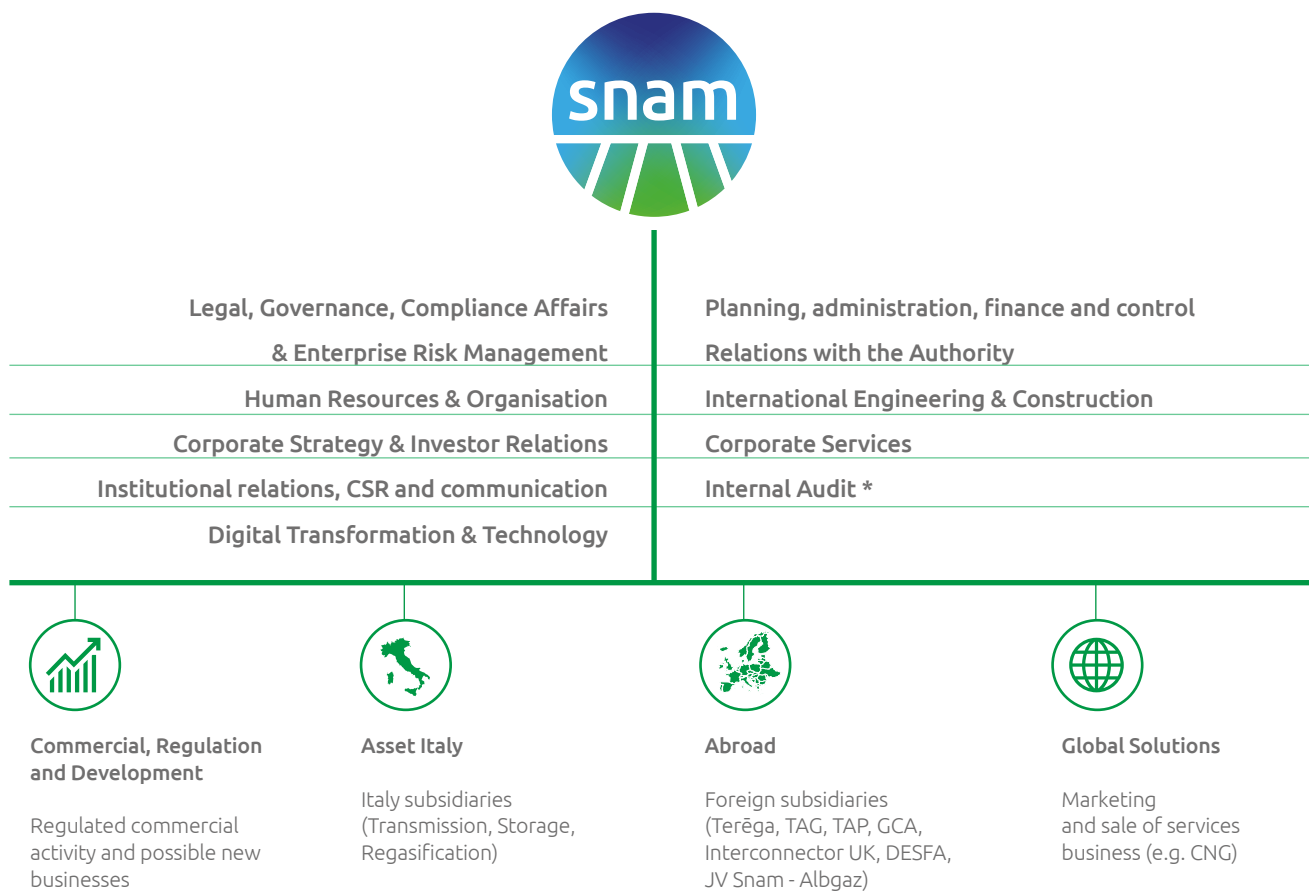 snam
Legal, Governance, Compliance Affairs
& Enterprise Risk Management
Human Resources & Organisation
Corporate Strategy & Investor Relations
Institutional relations, CSR and communication
Digital Transformation & Technology
Planning, administration, finance and control
Relations with the Authority
International Engineering & Construction
Corporate Services
Internal Audit *
Commercial, Regulation
and Development
Regulated commercial
activity and possible new
businesses
Asset Italy
Italy subsidiaries
(Transmission, Storage,
Regasification)
Abroad
Foreign subsidiaries
(Terēga, TAG, TAP, GCA,
Interconnector UK, DESFA,
JV Snam - Albgaz)
Global Solutions
Marketing
and sale of services
business (e.g. CNG)